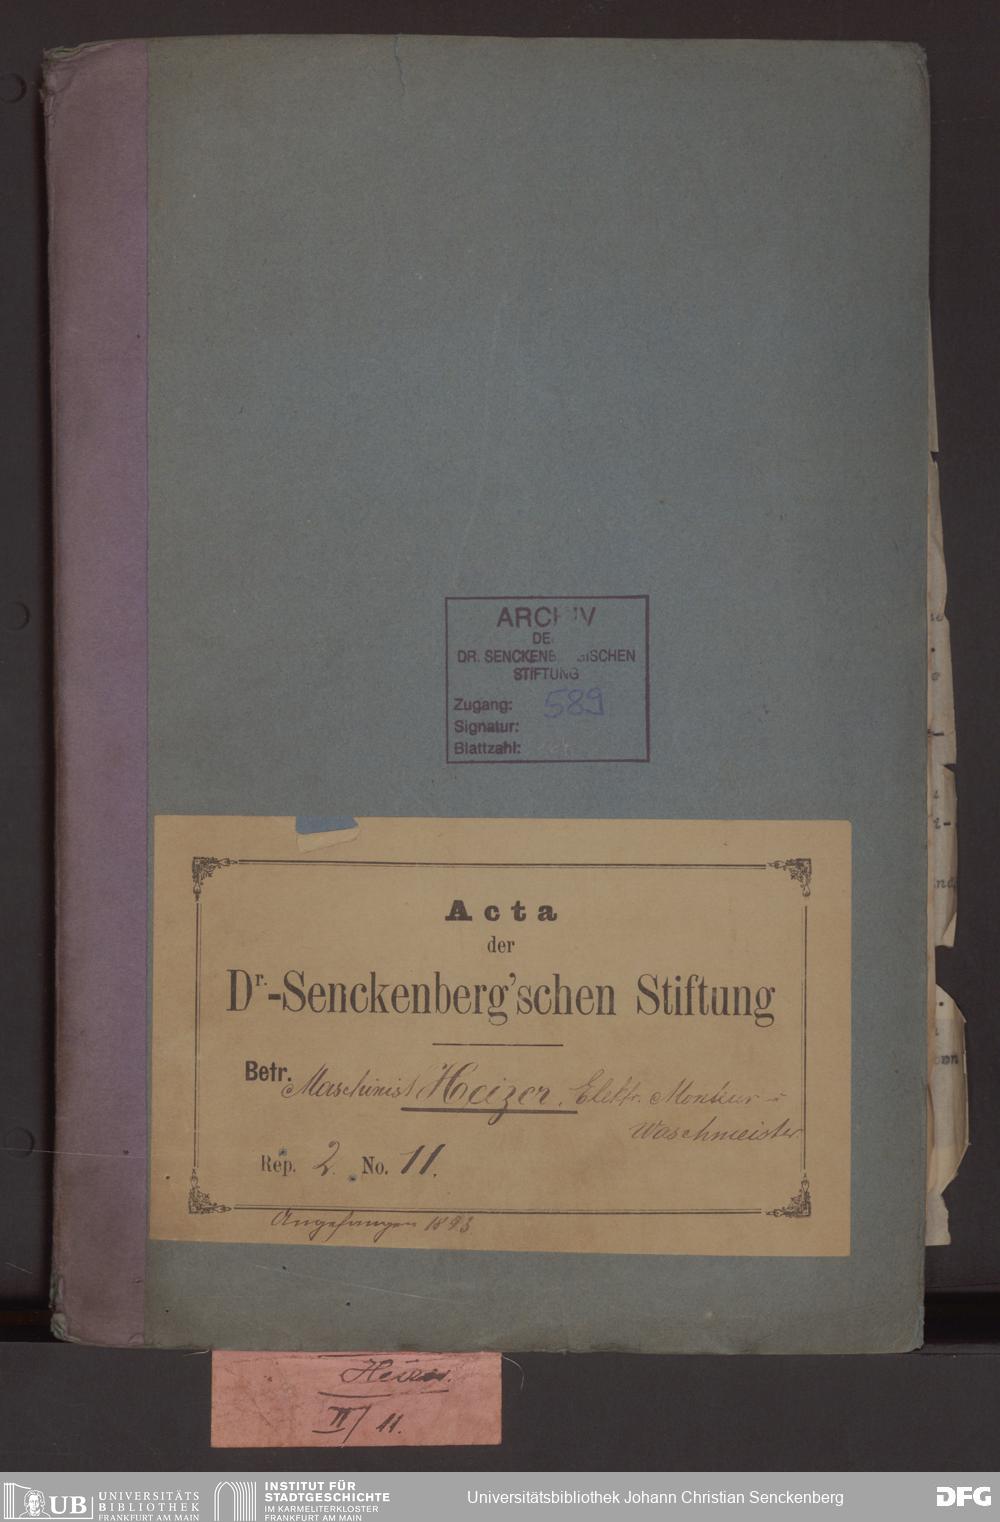 ARCHIV
DER
DR. SENCKENBERGISCHEN
STIFTUNG
Zugang: 589
Signatur:
Blattzahl:
Acta
der
Dr.-Senckenberg'schen Stiftung
Betr. Maschinist Heizer. Elektr. Monteur u
Waschmeister.
Rep. 2. No. 11.
Angefangen 1893
Heizer.
II/11.
UB UNIVERSITÄTS
BIBLIOTHEK
FRANKFURT AM MAIN
INSTITUT FÜR
STADTGESCHICHTE
IM KARMELITERKLOSTER
FRANKFURT AM MAIN
Universitätsbibliothek Johann Christian Senckenberg
DFG